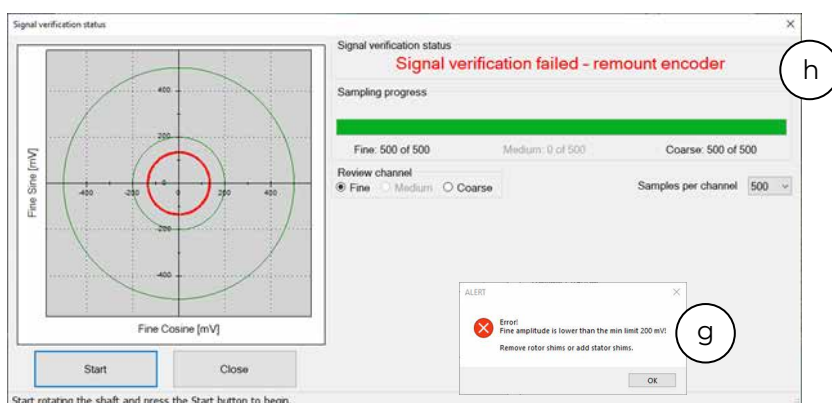 Signal verification status
Signal verification status
Signal verification failed - remount encoder
h
Sampling progress
Fine: 500 of 500 Medium: 0 of 500 Coarse: 500 of 500
Review channel
Fine Medium Coarse
Samples per channel 500
Fine Sine [mV]
400
200
-400 -200 0 200 400
0
-200
-400
Fine Cosine [mV]
ALERT
Error!
Fine amplitude is lower than the min limit 200 mV!
Remove rotor shims or add stator shims.
OK
g
Start Close
Start rotating the shaft and press the Start button to begin.